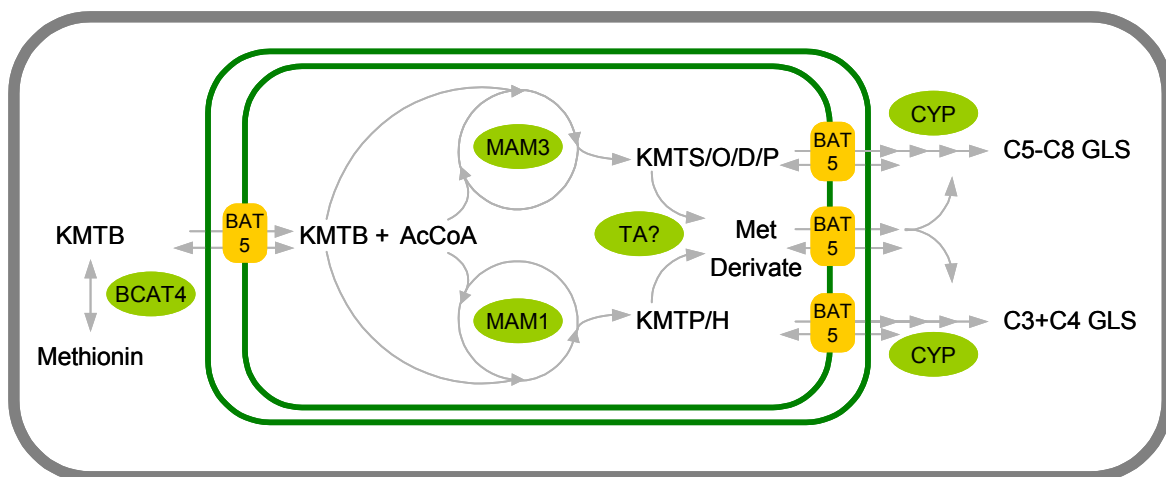 CYP
BAT
5
C5-C8 GLS
MAM3
KMTS/O/D/P
BAT
5
KMTB
KMTB + AcCoA
TA?
Met
Derivate
BAT
5
BCAT4
Methionin
MAM1
KMTP/H
BAT
5
C3+C4 GLS
CYP